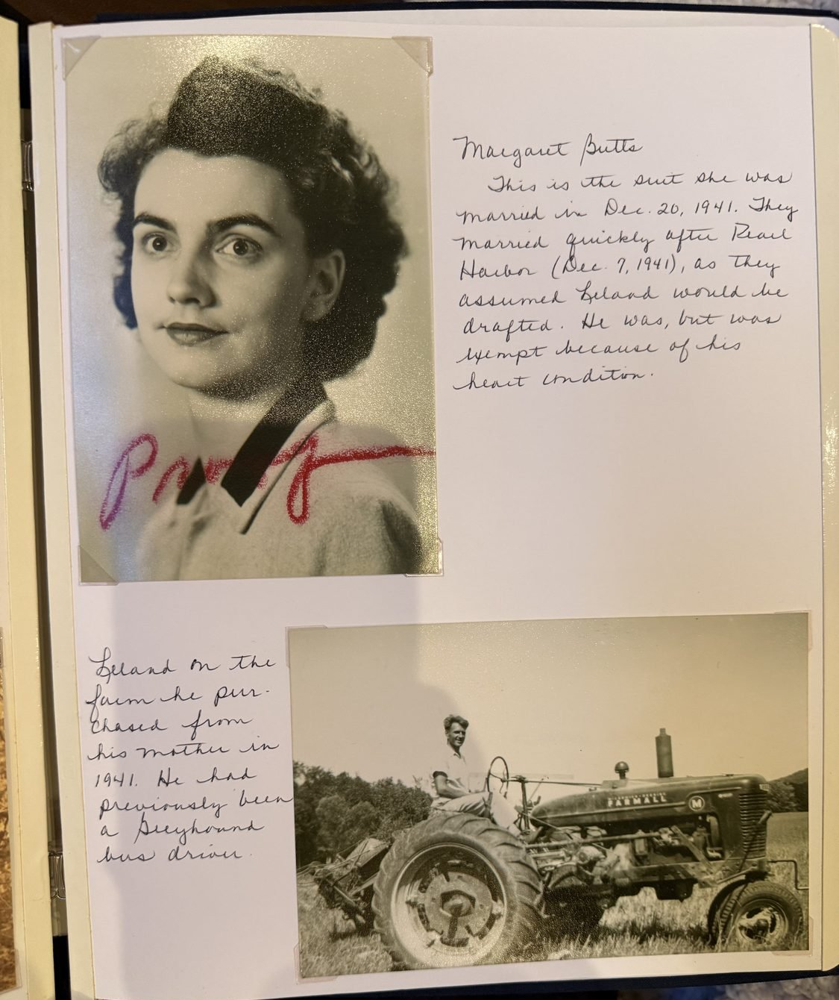 Margaret Butts
This is the suit she was
married in Dec. 20, 1941. They
married quickly after Pearl
Harbor (Dec. 7, 1941), as they
assumed Leland would be
drafted. He was, but was
exempt because of his
heart condition.
Proof
Leland on the
farm he pur-
chased from
his mother in
1941. He had
previously been
a Greyhound
bus driver.
FARMALL
M